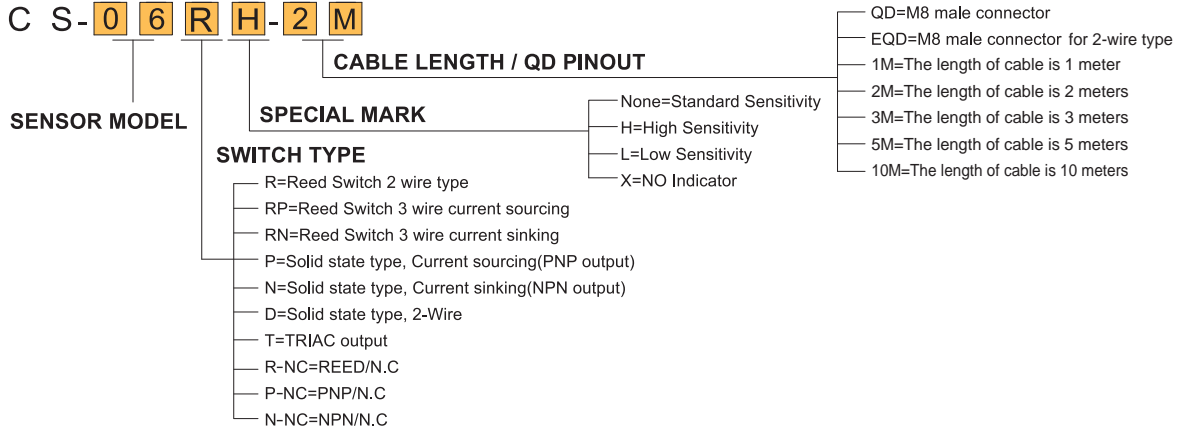 C S-06RH-2M
QD=M8 male connector
EQD=M8 male connector for 2-wire type
1M=The length of cable is 1 meter
2M=The length of cable is 2 meters
3M=The length of cable is 3 meters
5M=The length of cable is 5 meters
10M=The length of cable is 10 meters
CABLE LENGTH / QD PINOUT
SPECIAL MARK
None=Standard Sensitivity
H=High Sensitivity
L=Low Sensitivity
X=NO Indicator
SENSOR MODEL
SWITCH TYPE
R=Reed Switch 2 wire type
RP=Reed Switch 3 wire current sourcing
RN=Reed Switch 3 wire current sinking
P=Solid state type, Current sourcing(PNP output)
N=Solid state type, Current sinking(NPN output)
D=Solid state type, 2-Wire
T=TRIAC output
R-NC=REED/N.C
P-NC=PNP/N.C
N-NC=NPN/N.C